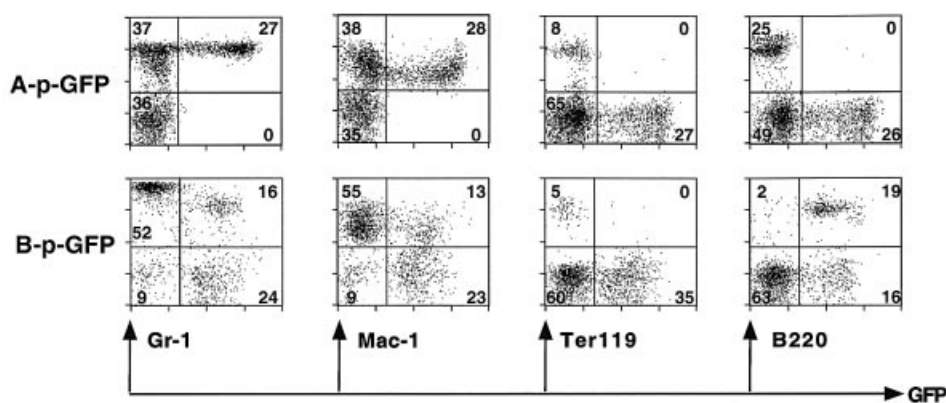 37 27 38 28 8 0 25 0
A-p-GFP
36 0 35 0 65 27 49 26
16 55 13 5 0 2 19
B-p-GFP
52
9 24 9 23 60 35 63 16
Gr-1 Mac-1 Ter119 B220
GFP